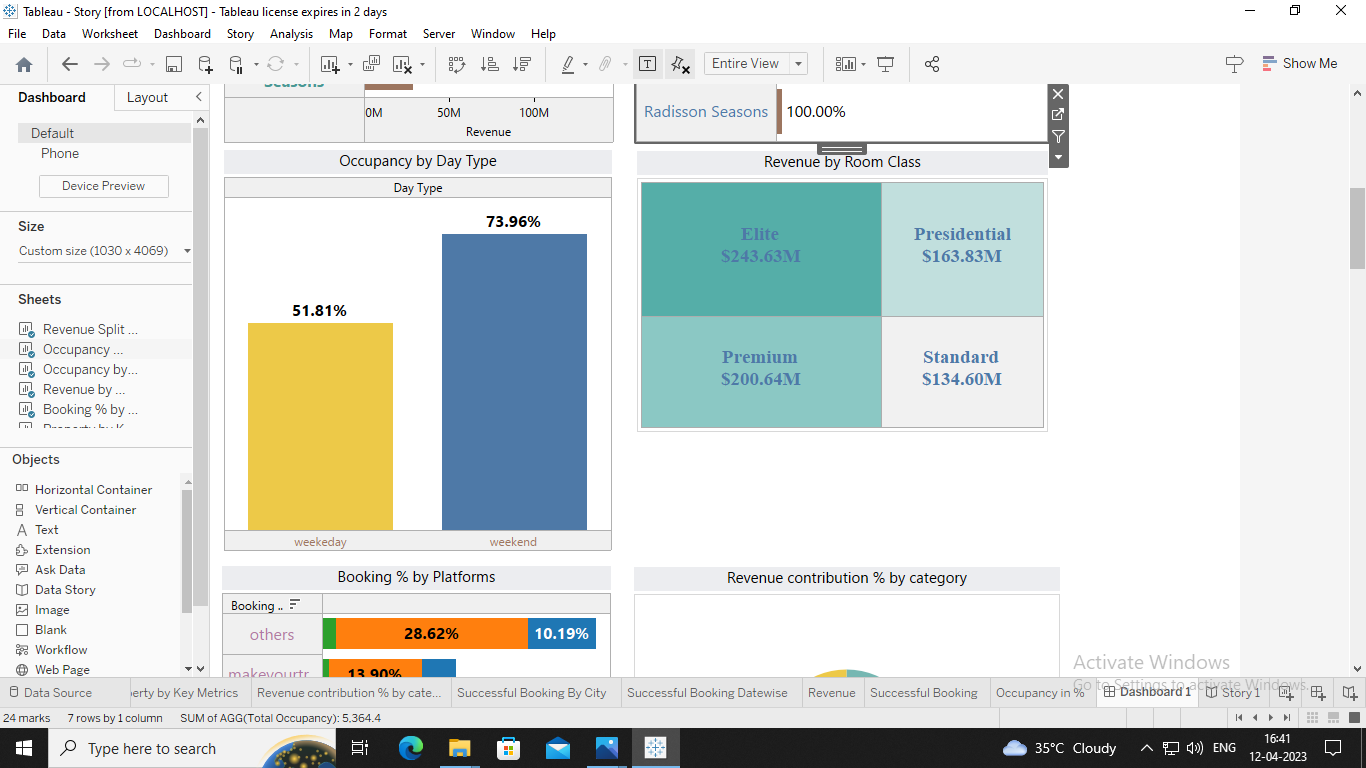 Tableau - Story [from LOCALHOST] - Tableau license expires in 2 days
File Data Worksheet Dashboard Story Analysis Map Format Server Window Help
Entire View
Show Me
Dashboard Layout
Default
Phone
Device Preview
Size
Custom size (1030 x 4069)
Sheets
Revenue Split ...
Occupancy ...
Occupancy by...
Revenue by ...
Booking % by ...
Objects
Horizontal Container
Vertical Container
Text
Extension
Ask Data
Data Story
Image
Blank
Workflow
Web Page
Seasons
0M 50M 100M
Revenue
Radisson Seasons 100.00%
Occupancy by Day Type
Day Type
73.96%
51.81%
weekeday weekend
Revenue by Room Class
Elite
$243.63M
Presidential
$163.83M
Premium
$200.64M
Standard
$134.60M
Booking % by Platforms
Booking ..
others 28.62% 10.19%
makeyourtr 13.90%
Revenue contribution % by category
Activate Windows
Go to Settings to activate Windows.
Data Source erty by Key Metrics Revenue contribution % by cate... Successful Booking By City Successful Booking Datewise Revenue Successful Booking Occupancy in % Dashboard 1 Story 1
24 marks 7 rows by 1 column SUM of AGG(Total Occupancy): 5,364.4
Type here to search
35°C Cloudy
ENG
16:41
12-04-2023